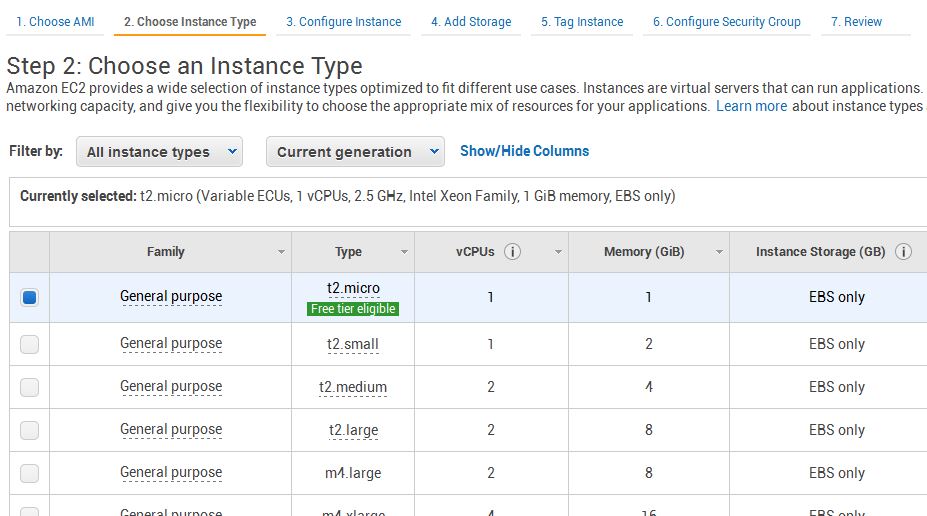 1. Choose AMI 2. Choose Instance Type 3. Configure Instance 4. Add Storage 5. Tag Instance 6. Configure Security Group 7. Review
Step 2: Choose an Instance Type
Amazon EC2 provides a wide selection of instance types optimized to fit different use cases. Instances are virtual servers that can run applications.
networking capacity, and give you the flexibility to choose the appropriate mix of resources for your applications. Learn more about instance types
Filter by: All instance types Current generation Show/Hide Columns
Currently selected: t2.micro (Variable ECUs, 1 vCPUs, 2.5 GHz, Intel Xeon Family, 1 GiB memory, EBS only)
Family Type vCPUs i Memory (GiB) Instance Storage (GB) i
General purpose t2.micro 1 1 EBS only
Free tier eligible
General purpose t2.small 1 2 EBS only
General purpose t2.medium 2 4 EBS only
General purpose t2.large 2 8 EBS only
General purpose m4.large 2 8 EBS only
General purpose m4.xlarge 4 16 EBS only